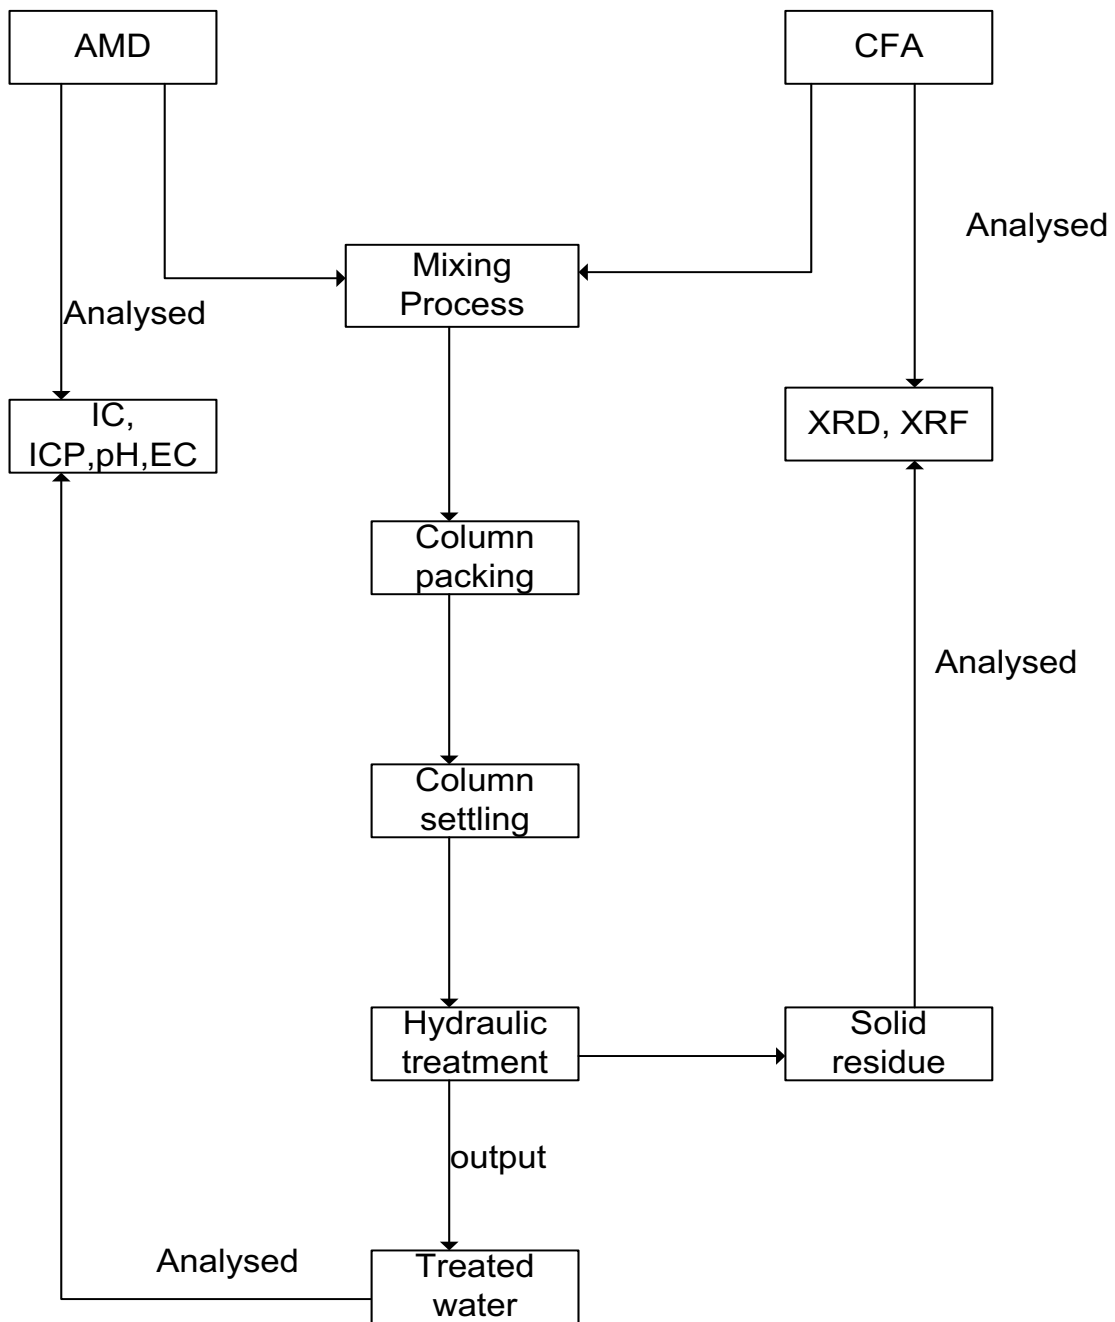 AMD
CFA
Analysed
Mixing
Process
Analysed
IC,
ICP,pH,EC
XRD, XRF
Column
packing
Analysed
Column
settling
Hydraulic
treatment
Solid
residue
output
Analysed
Treated
water